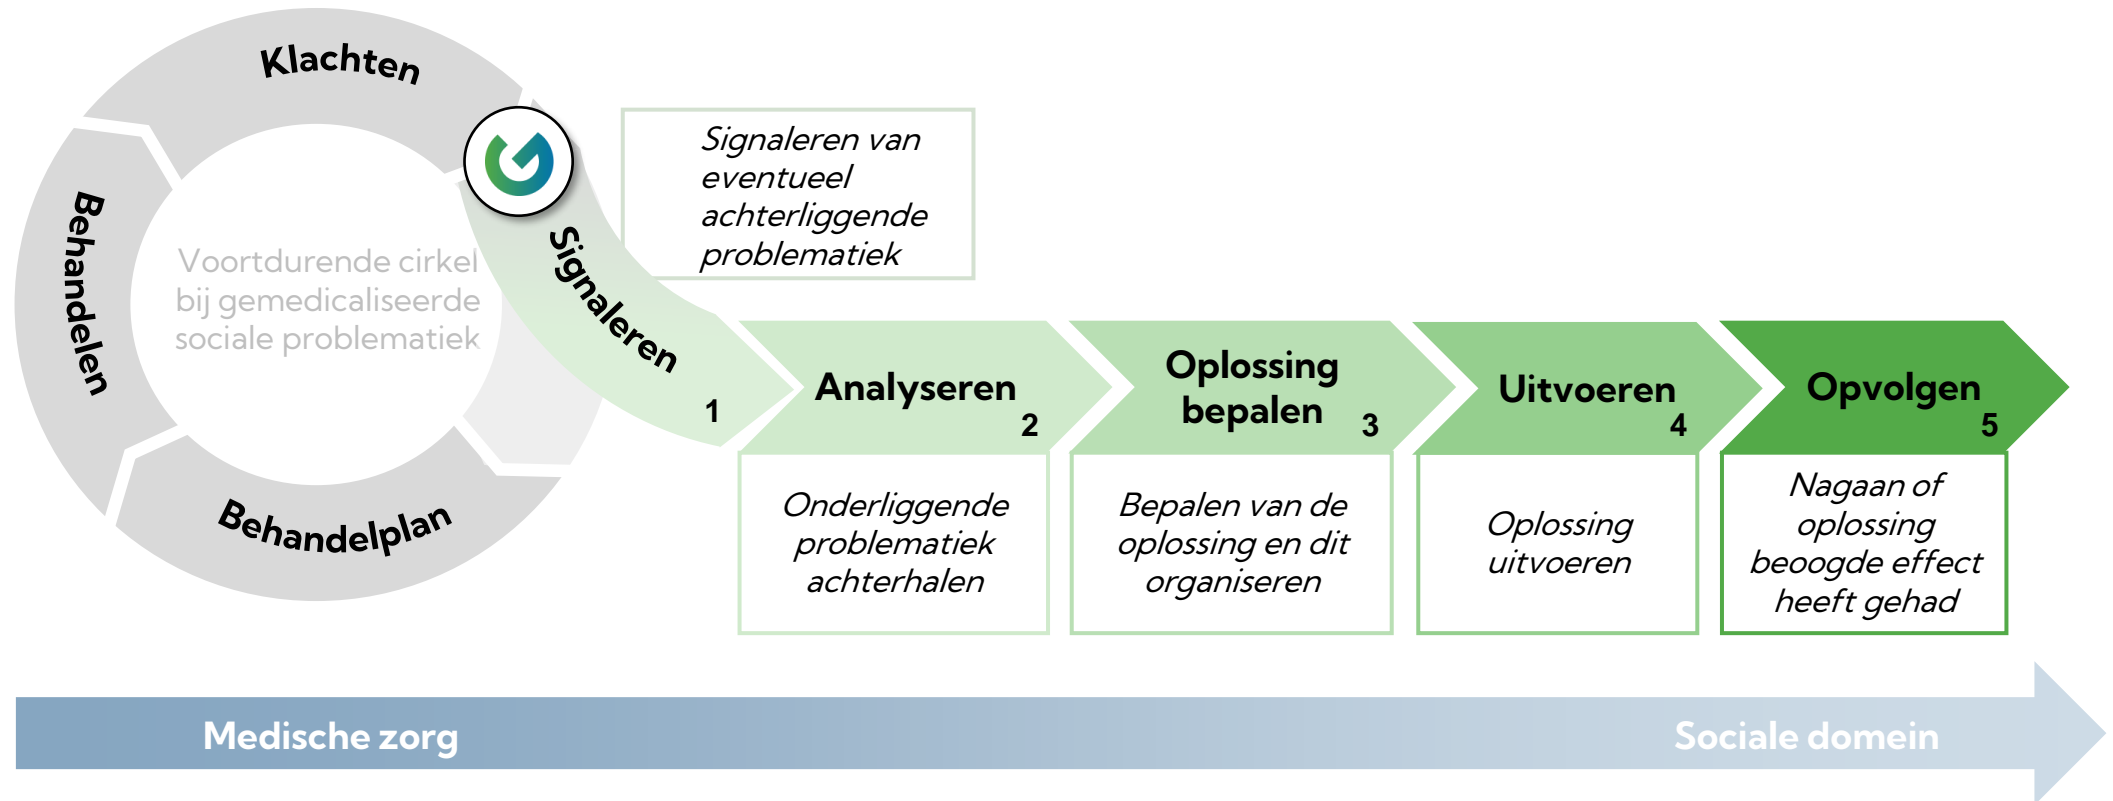 Klachten
Behandelen
Behandelplan
Voortdurende cirkel
bij gemedicaliseerde
sociale problematiek
Signaleren
1
Signaleren van
eventueel
achterliggende
problematiek
Analyseren
2
Onderliggende
problematiek
achterhalen
Oplossing
bepalen
3
Bepalen van de
oplossing en dit
organiseren
Uitvoeren
4
Oplossing
uitvoeren
Opvolgen
5
Nagaan of
oplossing
beoogde effect
heeft gehad
Medische zorg
Sociale domein